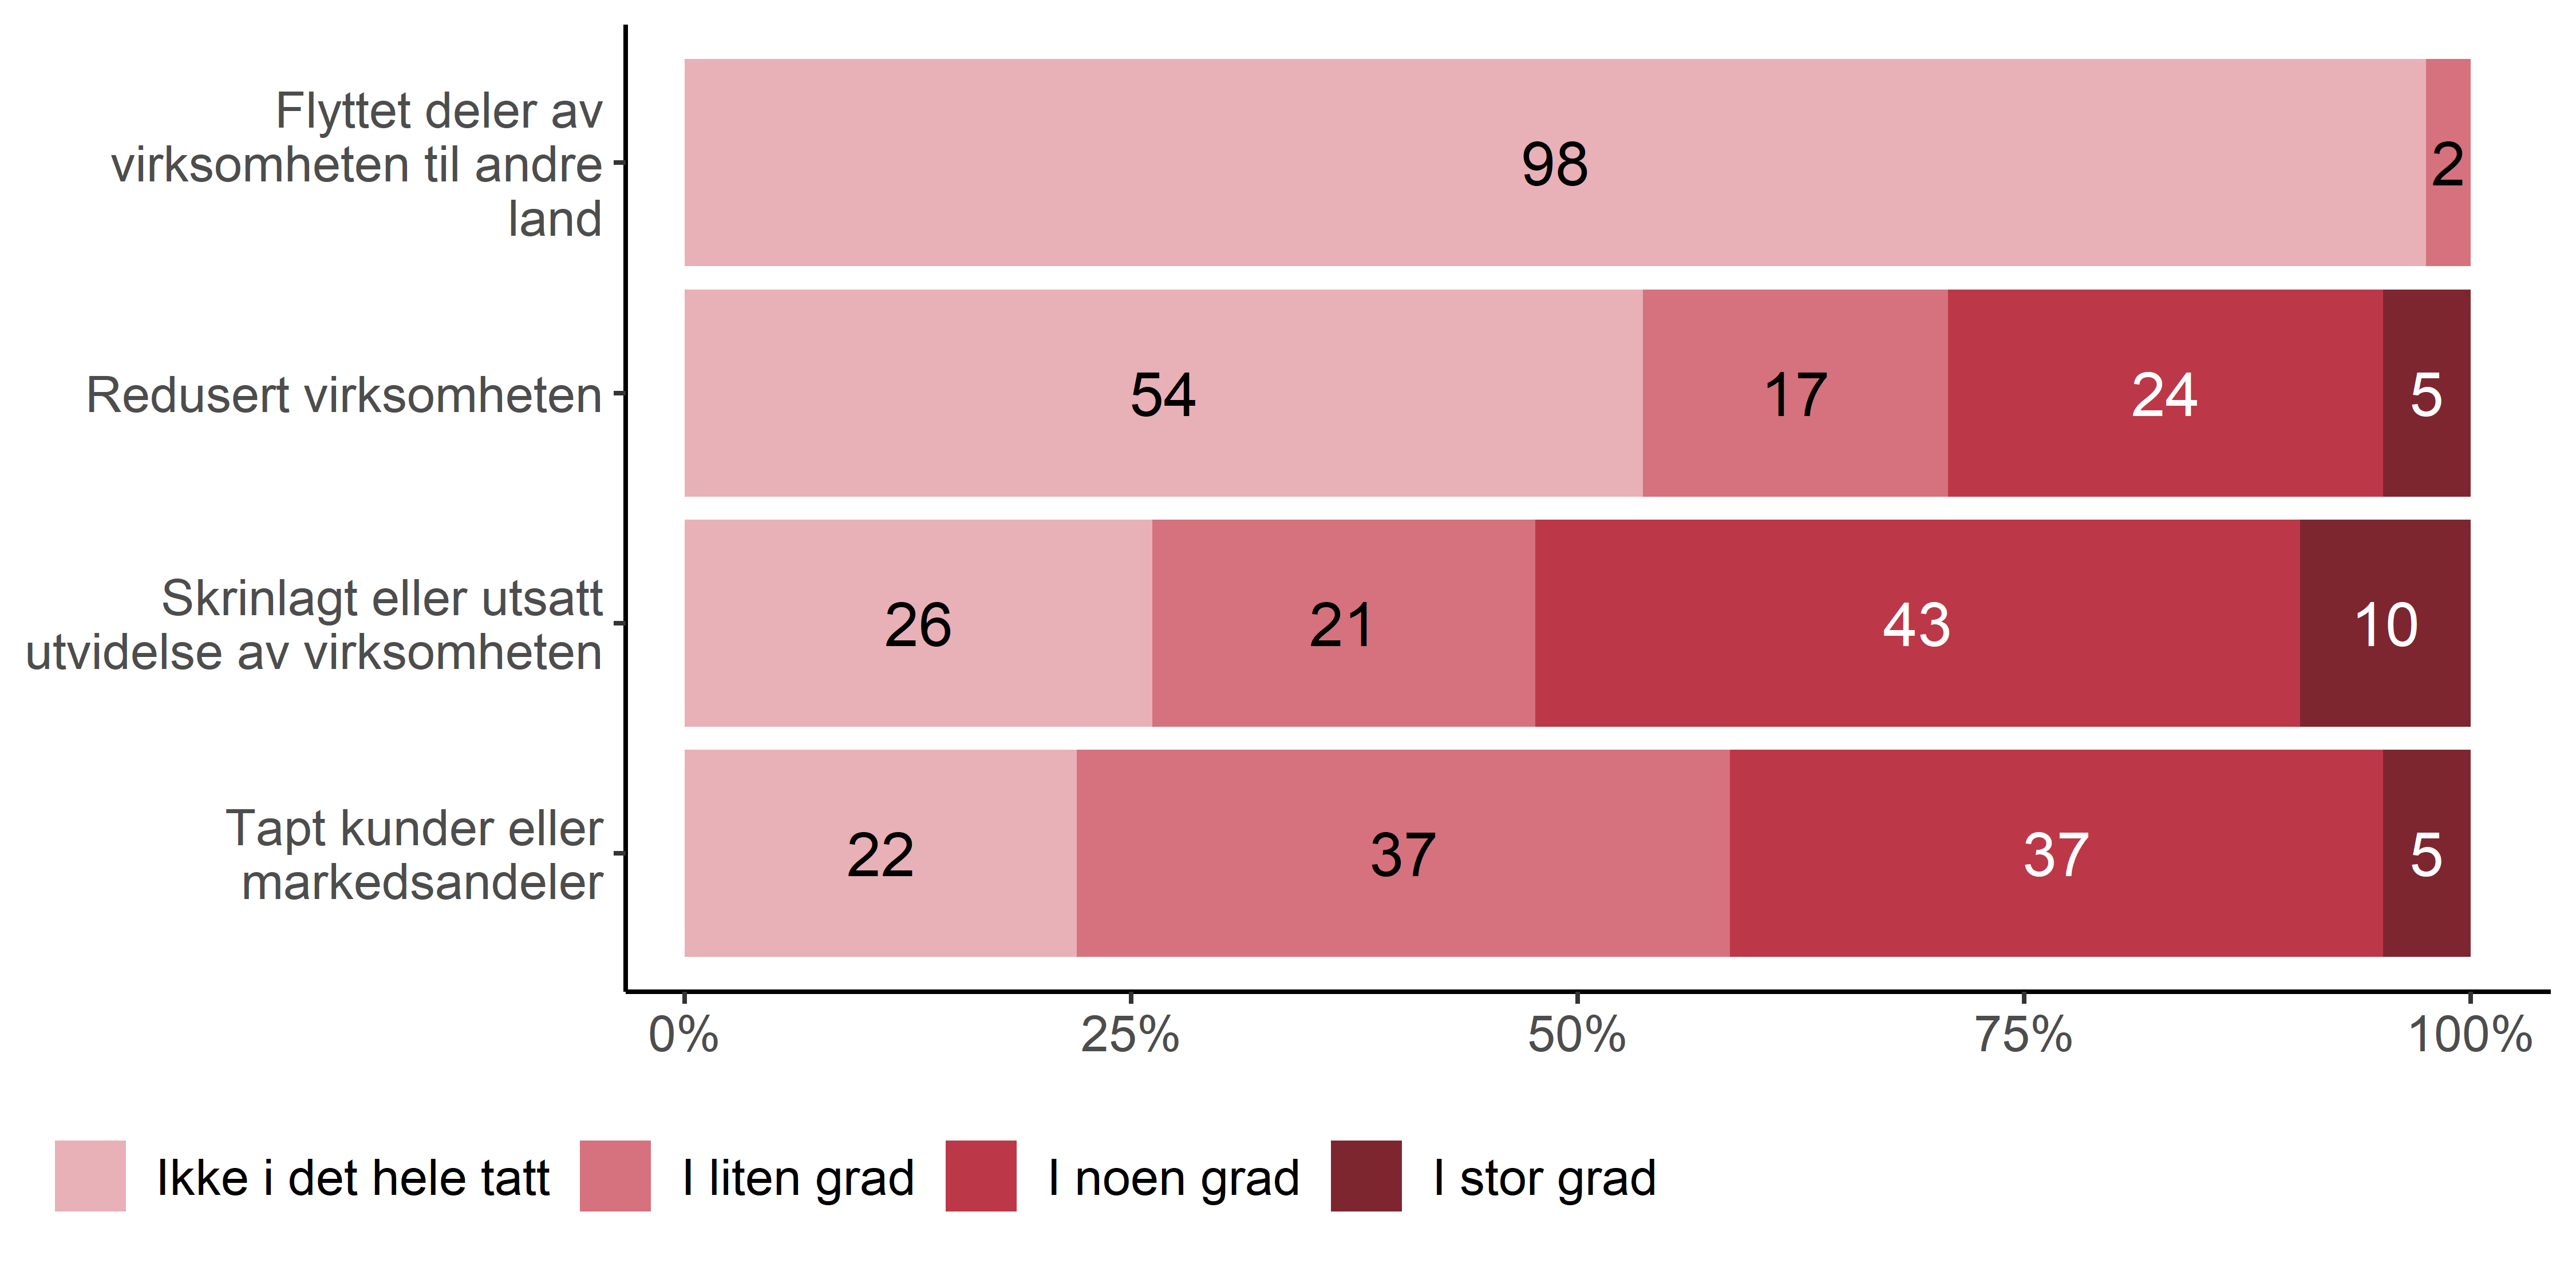 Flyttet deler av
virksomheten til andre
land
98 2
Redusert virksomheten
54 17 24 5
Skrinlagt eller utsatt
utvidelse av virksomheten
26 21 43 10
Tapt kunder eller
markedsandeler
22 37 37 5
0% 25% 50% 75% 100%
Ikke i det hele tatt I liten grad I noen grad I stor grad